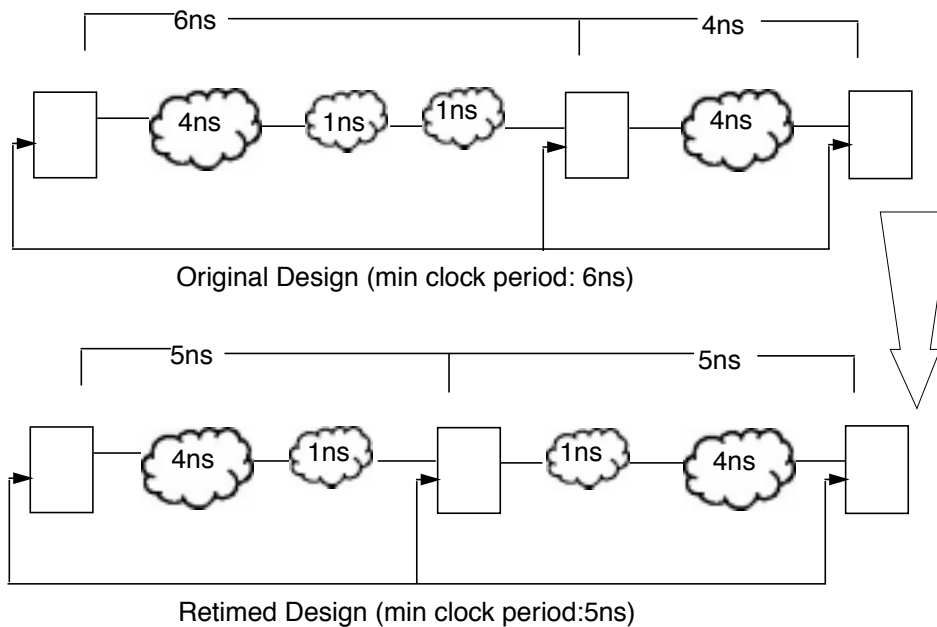 6ns 4ns
4ns 1ns 1ns 4ns
Original Design (min clock period: 6ns)
5ns 5ns
4ns 1ns 1ns 4ns
Retimed Design (min clock period:5ns)